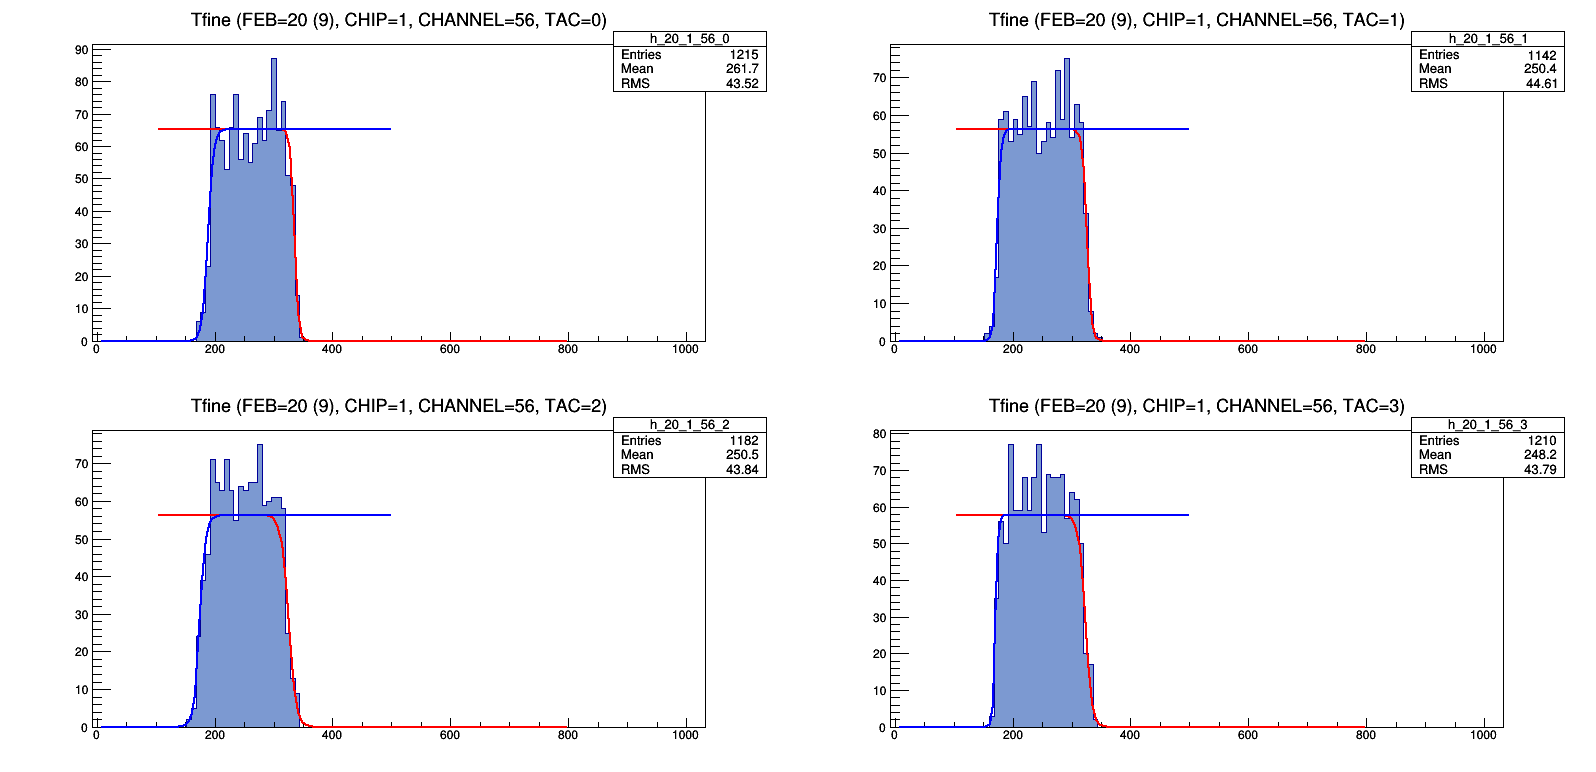 Tfine (FEB=20 (9), CHIP=1, CHANNEL=56, TAC=0)
h_20_1_56_0
Entries 1215
Mean 261.7
RMS 43.52
90
80
70
60
50
40
30
20
10
0
0 200 400 600 800 1000
Tfine (FEB=20 (9), CHIP=1, CHANNEL=56, TAC=1)
h_20_1_56_1
Entries 1142
Mean 250.4
RMS 44.61
70
60
50
40
30
20
10
0
0 200 400 600 800 1000
Tfine (FEB=20 (9), CHIP=1, CHANNEL=56, TAC=2)
h_20_1_56_2
Entries 1182
Mean 250.5
RMS 43.84
70
60
50
40
30
20
10
0
0 200 400 600 800 1000
Tfine (FEB=20 (9), CHIP=1, CHANNEL=56, TAC=3)
h_20_1_56_3
Entries 1210
Mean 248.2
RMS 43.79
80
70
60
50
40
30
20
10
0
0 200 400 600 800 1000